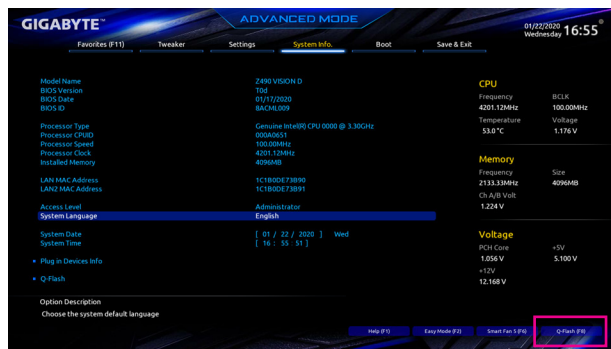 GIGABYTE™
ADVANCED MODE
01/22/2020
Wednesday 16:55
Favorites (F11) Tweaker Settings System Info. Boot Save & Exit
Model Name Z490 VISION D
BIOS Version T0d
BIOS Date 01/17/2020
BIOS ID 8ACML009
Processor Type Genuine Intel(R) CPU 0000 @ 3.30GHz
Processor CPUID 000A0651
Processor Speed 100.00MHz
Processor Clock 4201.12MHz
Installed Memory 4096MB
LAN MAC Address 1C1B0DE73B90
LAN2 MAC Address 1C1B0DE73B91
Access Level Administrator
System Language English
System Date [ 01 / 22 / 2020 ] Wed
System Time [ 16 : 55 : 51 ]
Plug in Devices Info
Q-Flash
Option Description
Choose the system default language
CPU
Frequency BCLK
4201.12MHz 100.00MHz
Temperature Voltage
53.0 °C 1.176 V
Memory
Frequency Size
2133.33MHz 4096MB
Ch A/B Volt
1.224 V
Voltage
PCH Core +5V
1.056 V 5.100 V
+12V
12.168 V
Help (F1) Easy Mode (F2) Smart Fan 5 (F6) Q-Flash (F8)